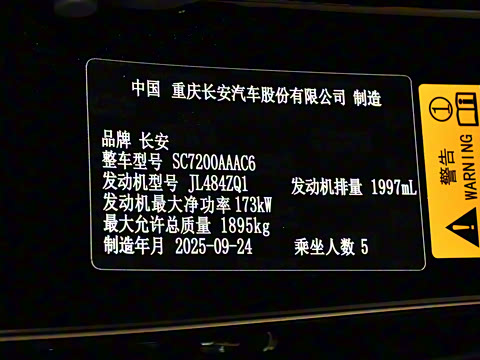 中国 重庆长安汽车股份有限公司 制造
品牌 长安
整车型号 SC7200AAAC6
发动机型号 JL484ZQ1 发动机排量 1997mL
发动机最大净功率 173kW
最大允许总质量 1895kg
制造年月 2025-09-24 乘坐人数 5
警告
WARNING
①